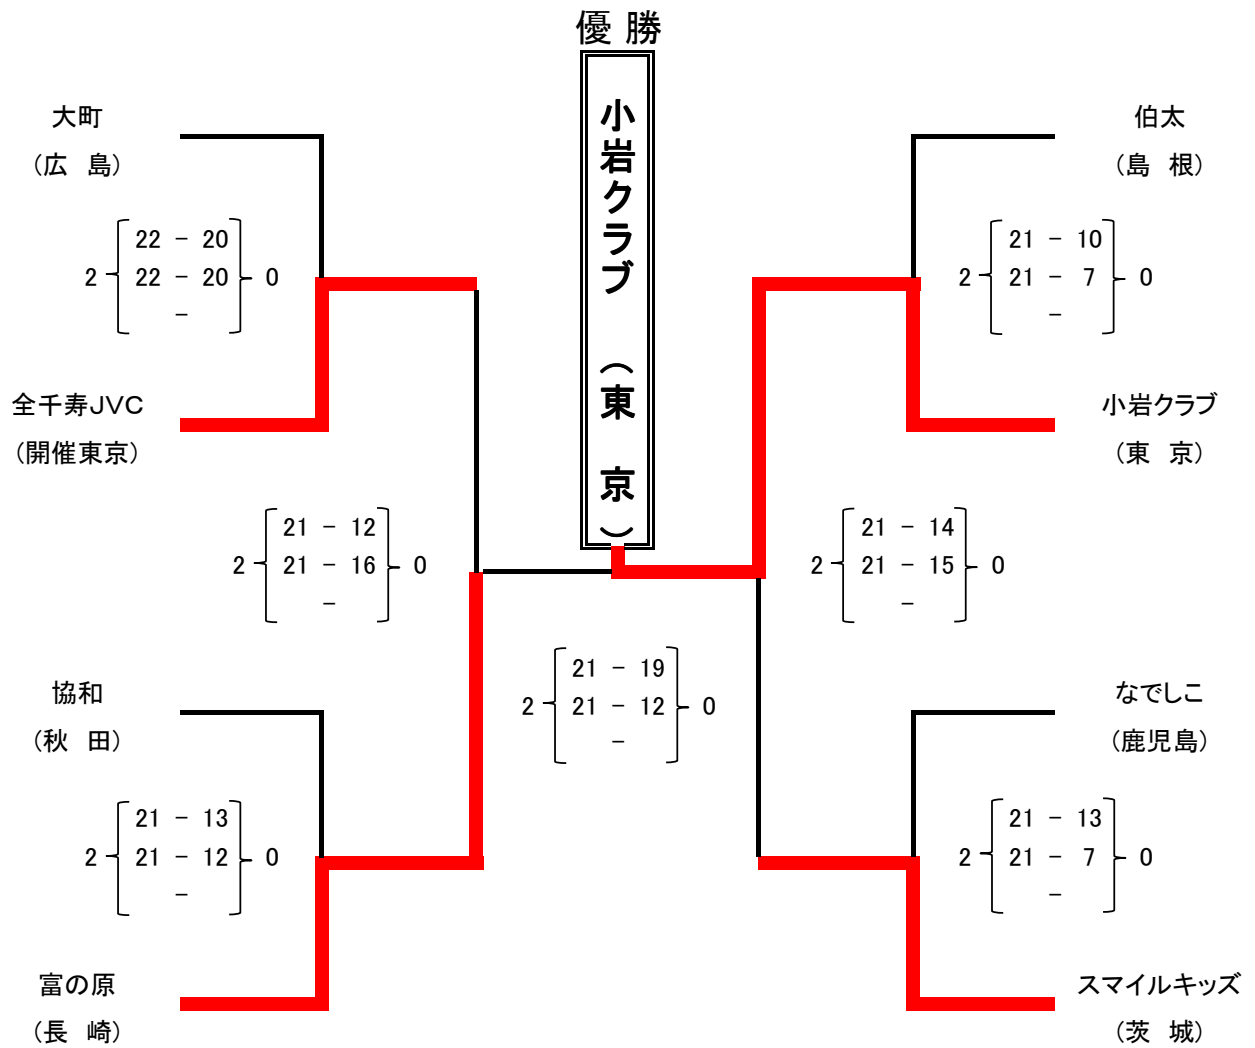 優 勝
小岩クラブ （東 京）
大町
（広 島）
2 22 － 20 0
22 － 20
－
全千寿JVC
（開催東京）
2 21 － 12 0
21 － 16
－
協和
（秋 田）
2 21 － 13 0
21 － 12
－
富の原
（長 崎）
2 21 － 19 0
21 － 12
－
伯太
（島 根）
2 21 － 10 0
21 － 7
－
小岩クラブ
（東 京）
2 21 － 14 0
21 － 15
－
なでしこ
（鹿児島）
2 21 － 13 0
21 － 7
－
スマイルキッズ
（茨 城）